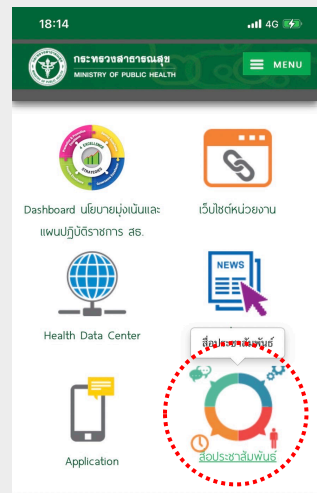 18:14
4G
กระทรวงสาธารณสุข
MINISTRY OF PUBLIC HEALTH
MENU
Dashboard นโยบายมุ่งเน้นและ
แผนปฏิบัติราชการ สธ.
เว็บไซต์หน่วยงาน
NEWS
Health Data Center
สื่อประชาสัมพันธ์
Application
สื่อประชาสัมพันธ์